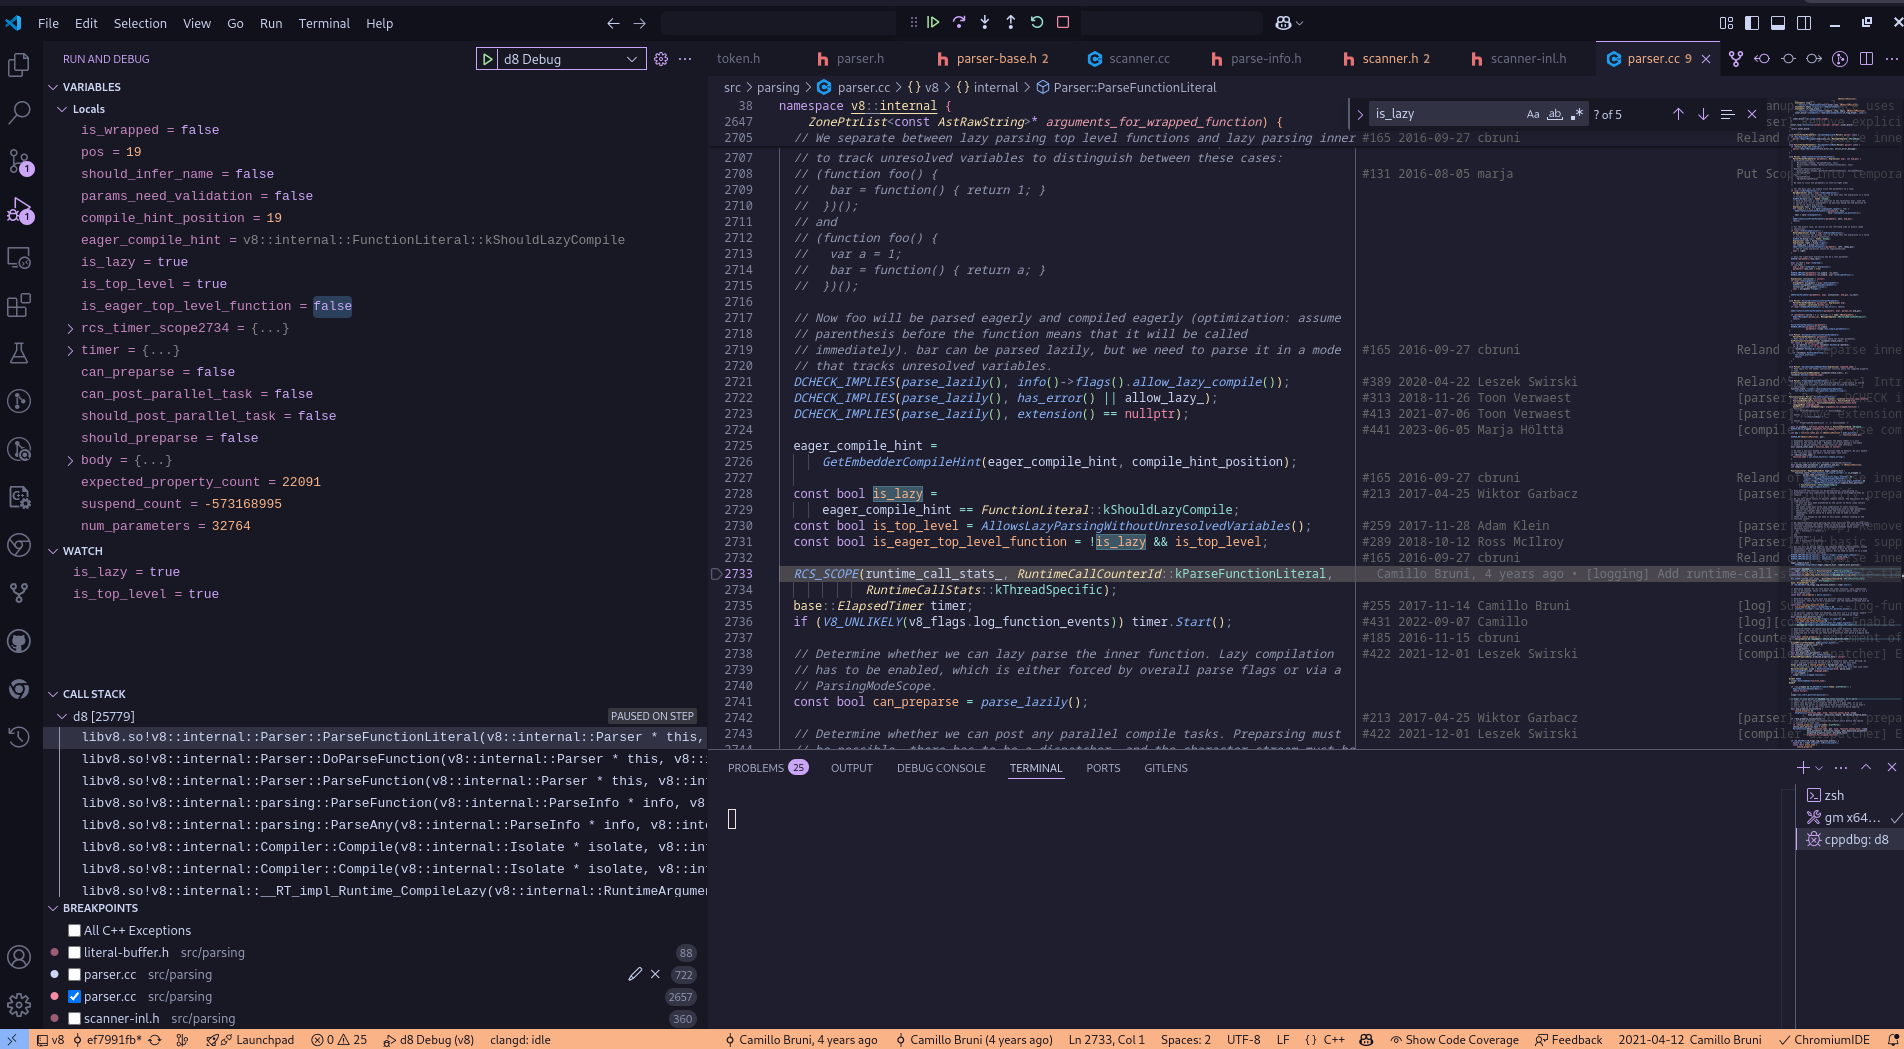 File Edit Selection View Go Run Terminal Help
RUN AND DEBUG
d8 Debug
VARIABLES
Locals
is_wrapped = false
pos = 19
should_infer_name = false
params_need_validation = false
compile_hint_position = 19
eager_compile_hint = v8::internal::FunctionLiteral::kShouldLazyCompile
is_lazy = true
is_top_level = true
is_eager_top_level_function = false
rcs_timer_scope2734 = {...}
timer = {...}
can_preparse = false
can_post_parallel_task = false
should_post_parallel_task = false
should_preparse = false
body = {...}
expected_property_count = 22091
suspend_count = -573168995
num_parameters = 32764
WATCH
is_lazy = true
is_top_level = true
CALL STACK
d8 [25779] PAUSED ON STEP
libv8.so!v8::internal::Parser::ParseFunctionLiteral(v8::internal::Parser * this,
libv8.so!v8::internal::Parser::DoParseFunction(v8::internal::Parser * this, v8::
libv8.so!v8::internal::Parser::ParseFunction(v8::internal::Parser * this, v8::in
libv8.so!v8::internal::parsing::ParseFunction(v8::internal::ParseInfo * info, v8
libv8.so!v8::internal::parsing::ParseAny(v8::internal::ParseInfo * info, v8::int
libv8.so!v8::internal::Compiler::Compile(v8::internal::Isolate * isolate, v8::in
libv8.so!v8::internal::Compiler::Compile(v8::internal::Isolate * isolate, v8::in
libv8.so!v8::internal::__RT_impl_Runtime_CompileLazy(v8::internal::RuntimeArgume
BREAKPOINTS
All C++ Exceptions
literal-buffer.h src/parsing 88
parser.cc src/parsing 722
parser.cc src/parsing 2657
scanner-inl.h src/parsing 360
token.h parser.h parser-base.h 2 scanner.cc parse-info.h scanner.h 2 scanner-inl.h parser.cc 9
src > parsing > parser.cc > {} v8 > {} internal > Parser::ParseFunctionLiteral
is_lazy Aa ab .* ? of 5
38 namespace v8::internal {
2647 ZonePtrList<const AstRawString>* arguments_for_wrapped_function) {
2705 // We separate between lazy parsing top level functions and lazy parsing inner #165 2016-09-27 cbruni Reland
2707 // to track unresolved variables to distinguish between these cases:
2708 // (function foo() { #131 2016-08-05 marja
2709 // bar = function() { return 1; }
2710 // })();
2711 // and
2712 // (function foo() {
2713 // var a = 1;
2714 // bar = function() { return a; }
2715 // })();
2716
2717 // Now foo will be parsed eagerly and compiled eagerly (optimization: assume
2718 // parenthesis before the function means that it will be called
2719 // immediately). bar can be parsed lazily, but we need to parse it in a mode #165 2016-09-27 cbruni
2720 // that tracks unresolved variables.
2721 DCHECK_IMPLIES(parse_lazily(), info()->flags().allow_lazy_compile()); #389 2020-04-22 Leszek Swirski
2722 DCHECK_IMPLIES(parse_lazily(), has_error() || allow_lazy_); #313 2018-11-26 Toon Verwaest
2723 DCHECK_IMPLIES(parse_lazily(), extension() == nullptr); #413 2021-07-06 Toon Verwaest
2724 #441 2023-06-05 Marja Hölttä
2725 eager_compile_hint =
2726 GetEmbedderCompileHint(eager_compile_hint, compile_hint_position);
2727 #165 2016-09-27 cbruni
2728 const bool is_lazy = #213 2017-04-25 Wiktor Garbacz
2729 eager_compile_hint == FunctionLiteral::kShouldLazyCompile;
2730 const bool is_top_level = AllowsLazyParsingWithoutUnresolvedVariables(); #259 2017-11-28 Adam Klein
2731 const bool is_eager_top_level_function = !is_lazy && is_top_level; #289 2018-10-12 Ross McIlroy
2732 #165 2016-09-27 cbruni
2733 RCS_SCOPE(runtime_call_stats_, RuntimeCallCounterId::kParseFunctionLiteral, Camillo Bruni, 4 years ago • [logging] Add runtime-call-
2734 RuntimeCallStats::kThreadSpecific);
2735 base::ElapsedTimer timer; #255 2017-11-14 Camillo Bruni [log]
2736 if (V8_UNLIKELY(v8_flags.log_function_events)) timer.Start(); #431 2022-09-07 Camillo
2737 #185 2016-11-15 cbruni
2738 // Determine whether we can lazy parse the inner function. Lazy compilation #422 2021-12-01 Leszek Swirski
2739 // has to be enabled, which is either forced by overall parse flags or via a
2740 // ParsingModeScope.
2741 const bool can_preparse = parse_lazily();
2742 #213 2017-04-25 Wiktor Garbacz
2743 // Determine whether we can post any parallel compile tasks. Preparsing must #422 2021-12-01 Leszek Swirski
2744 // be possible, there has to be a dispatcher, and the character stream must be
PROBLEMS 25 OUTPUT DEBUG CONSOLE TERMINAL PORTS GITLENS
zsh
gm x64...
cppdbg: d8
v8 ef7991fb* Launchpad 0 25 d8 Debug (v8) clangd: idle Camillo Bruni, 4 years ago Camillo Bruni (4 years ago) Ln 2733, Col 1 Spaces: 2 UTF-8 LF {} C++ Show Code Coverage Feedback 2021-04-12 Camillo Bruni ChromiumIDE